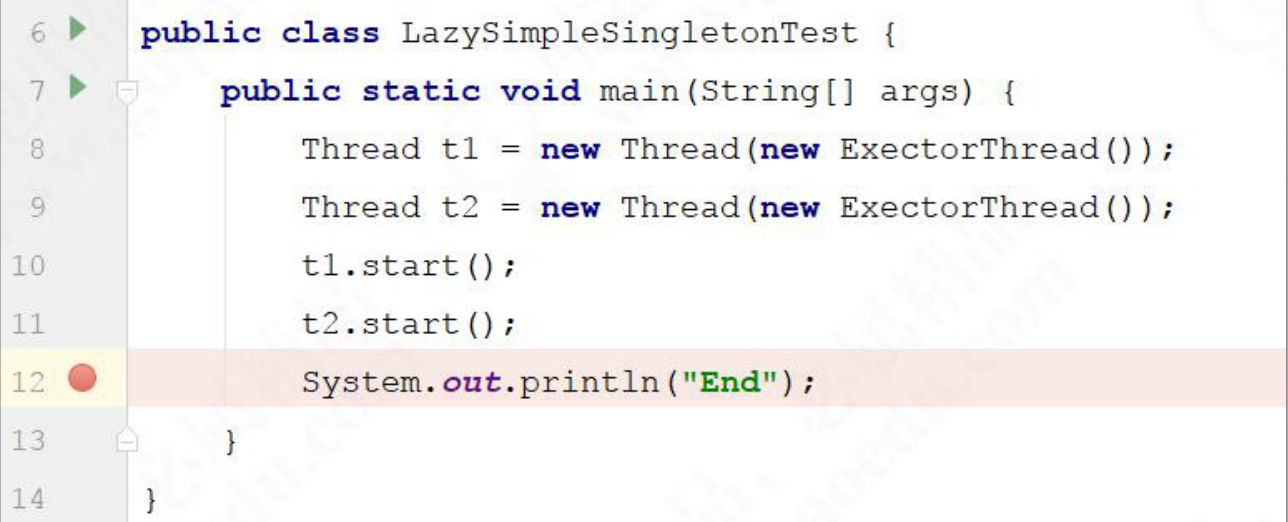 6 public class LazySimpleSingletonTest {
7 public static void main(String[] args) {
8 Thread t1 = new Thread(new ExectorThread());
9 Thread t2 = new Thread(new ExectorThread());
10 t1.start();
11 t2.start();
12 System.out.println("End");
13 }
14 }